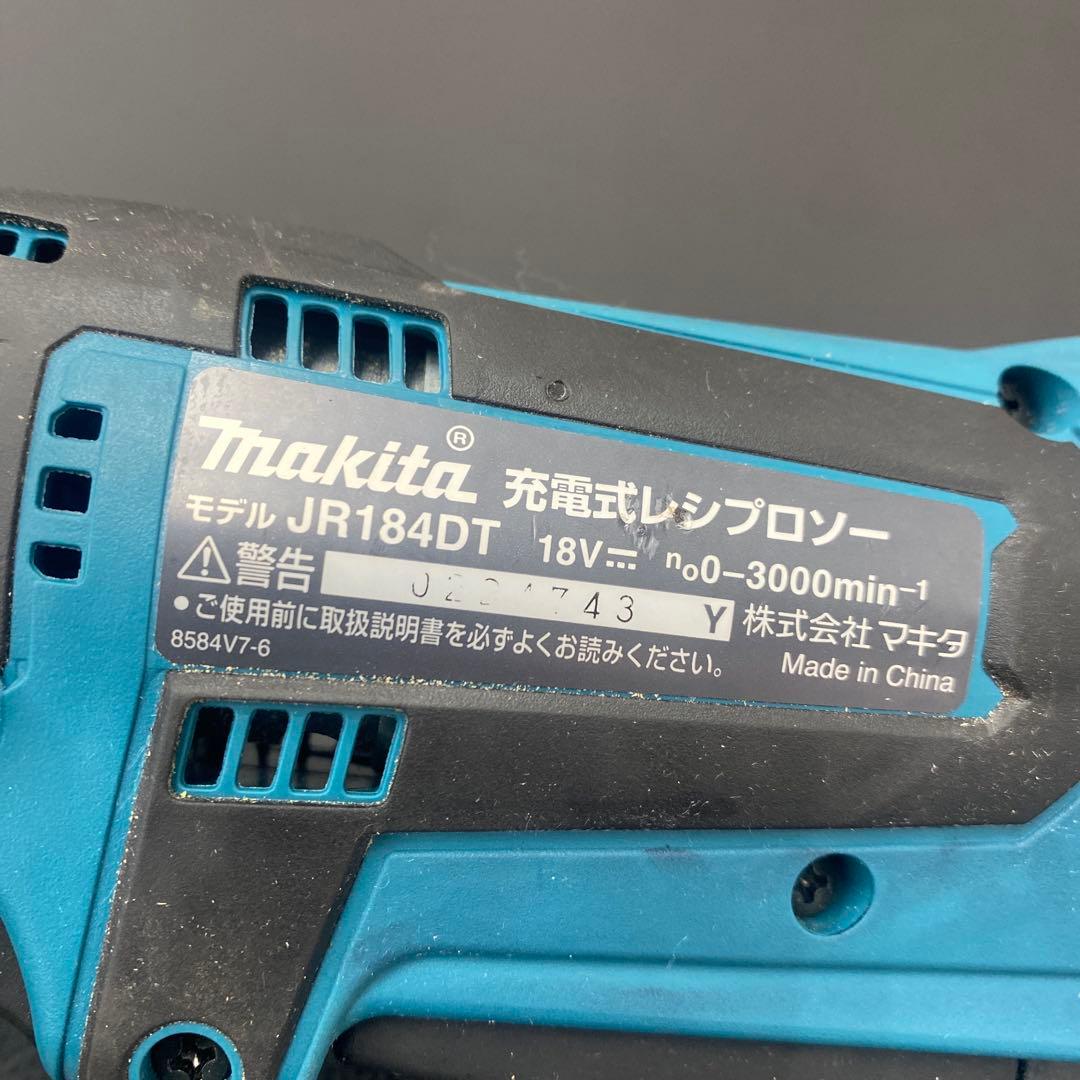 makita® 充電式レシプロソー
モデル JR184DT 18V n₀0-3000min⁻¹
警告 Y 株式会社マキタ
•ご使用前に取扱説明書を必ずよくお読みください。
8584V7-6 Made in China